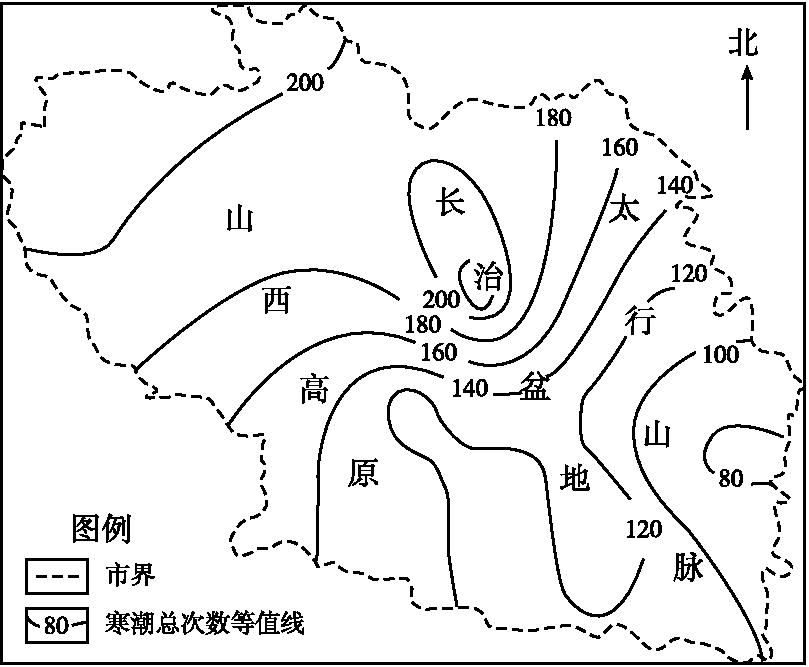 北
200
180
160
140
长
太
山
120
治
西
200
行
180
160
100
高
140
盆
山
原
地
80
图例
120
市界
脉
80
寒潮总次数等值线